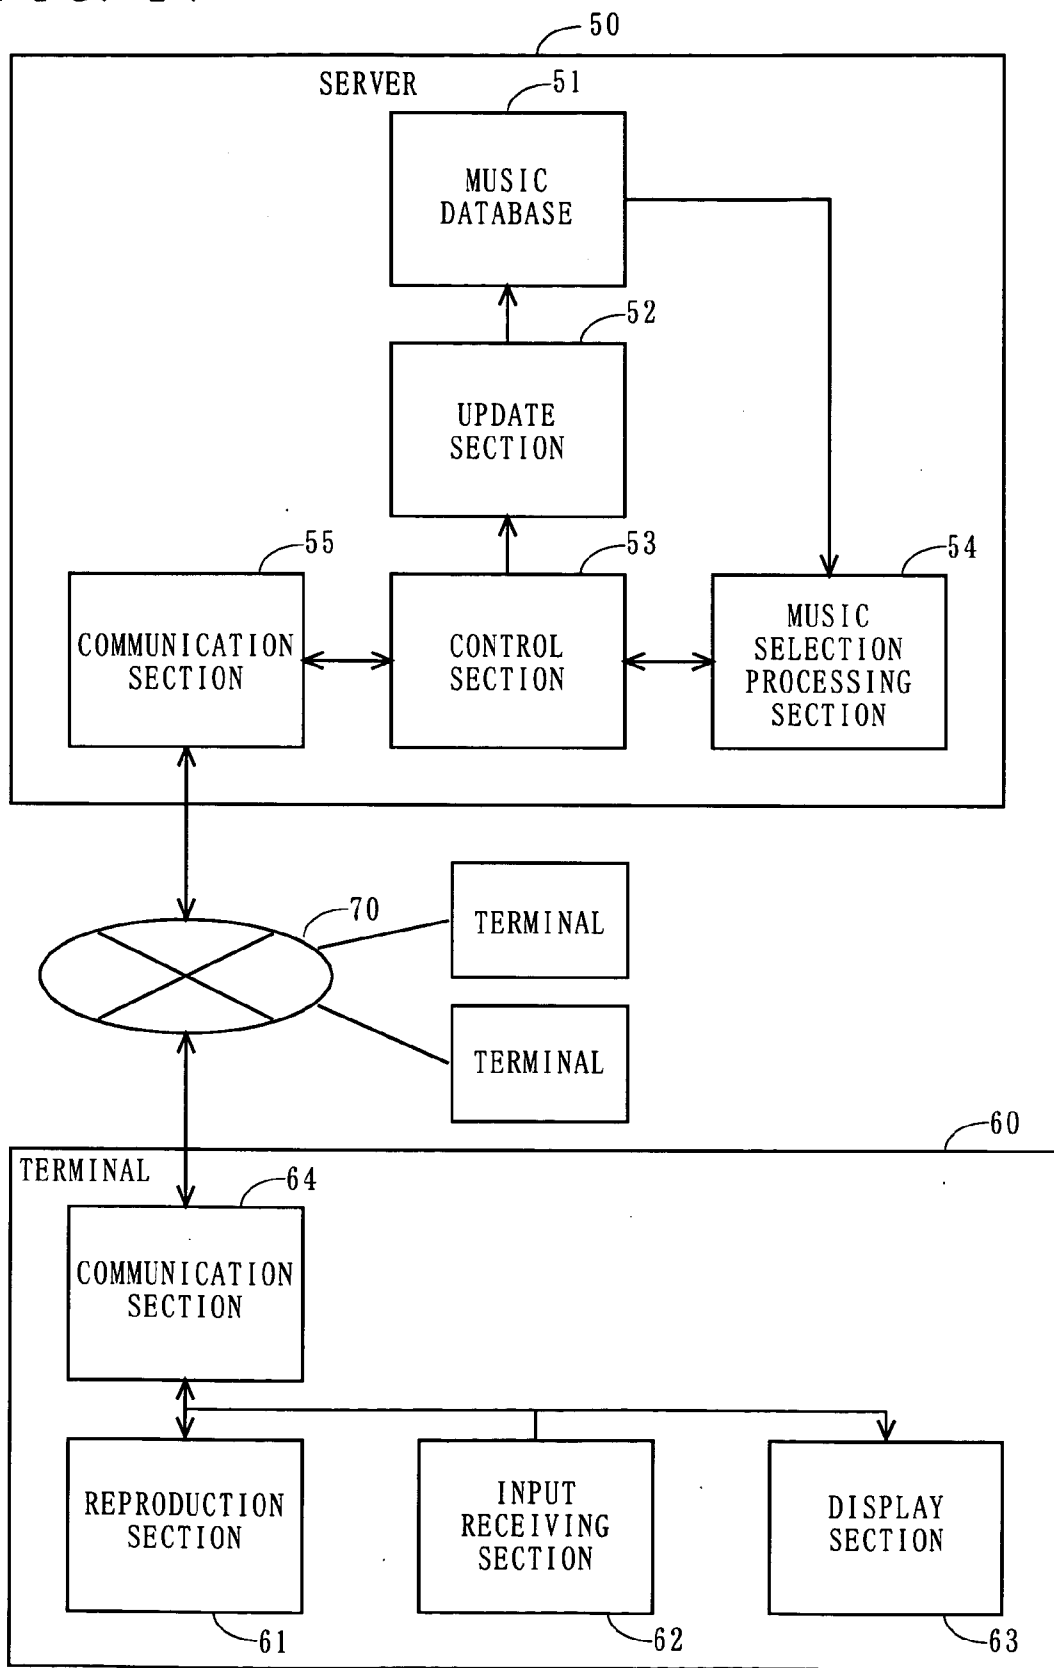 50
SERVER
51
MUSIC
DATABASE
52
UPDATE
SECTION
55
COMMUNICATION
SECTION
53
CONTROL
SECTION
54
MUSIC
SELECTION
PROCESSING
SECTION
70
TERMINAL
TERMINAL
60
TERMINAL
64
COMMUNICATION
SECTION
REPRODUCTION
SECTION
INPUT
RECEIVING
SECTION
DISPLAY
SECTION
61
62
63